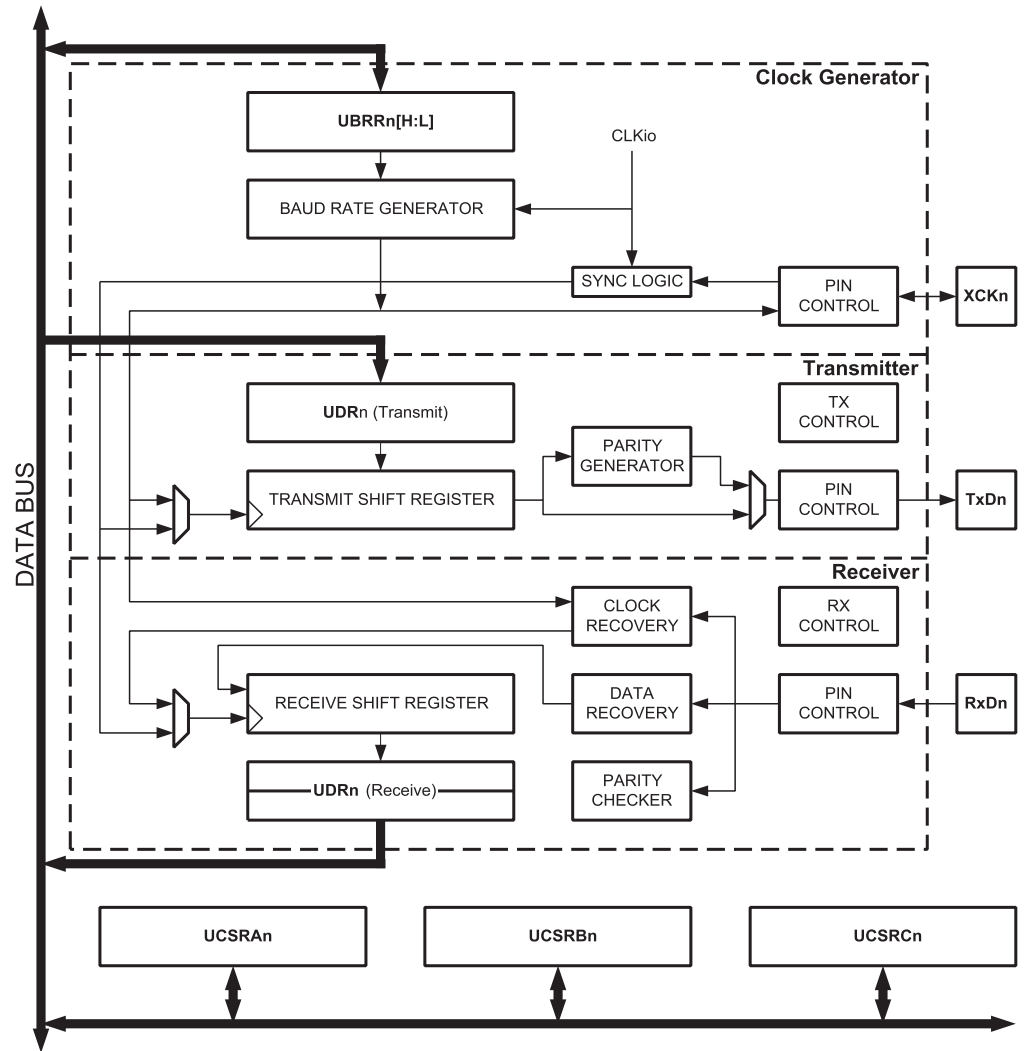 Clock Generator
UBRRn[H:L]
CLKio
BAUD RATE GENERATOR
SYNC LOGIC
PIN
CONTROL
XCKn
Transmitter
UDRn (Transmit)
TX
CONTROL
PARITY
GENERATOR
TRANSMIT SHIFT REGISTER
PIN
CONTROL
TxDn
DATA BUS
Receiver
CLOCK
RECOVERY
RX
CONTROL
RECEIVE SHIFT REGISTER
DATA
RECOVERY
PIN
CONTROL
RxDn
UDRn (Receive)
PARITY
CHECKER
UCSRAn
UCSRBn
UCSRCn